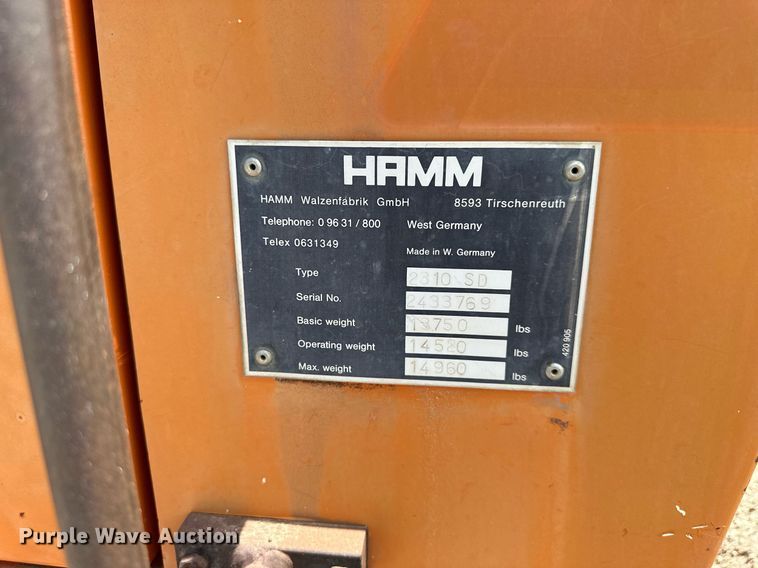 HAMM
HAMM Walzenfabrik GmbH 8593 Tirschenreuth
Telephone: 0 96 31 / 800 West Germany
Telex 0631349 Made in W. Germany
Type 2310 SD
Serial No. 2433769
Basic weight 13750 lbs
Operating weight 14520 lbs
Max. weight 14960 lbs
420 905
Purple Wave Auction